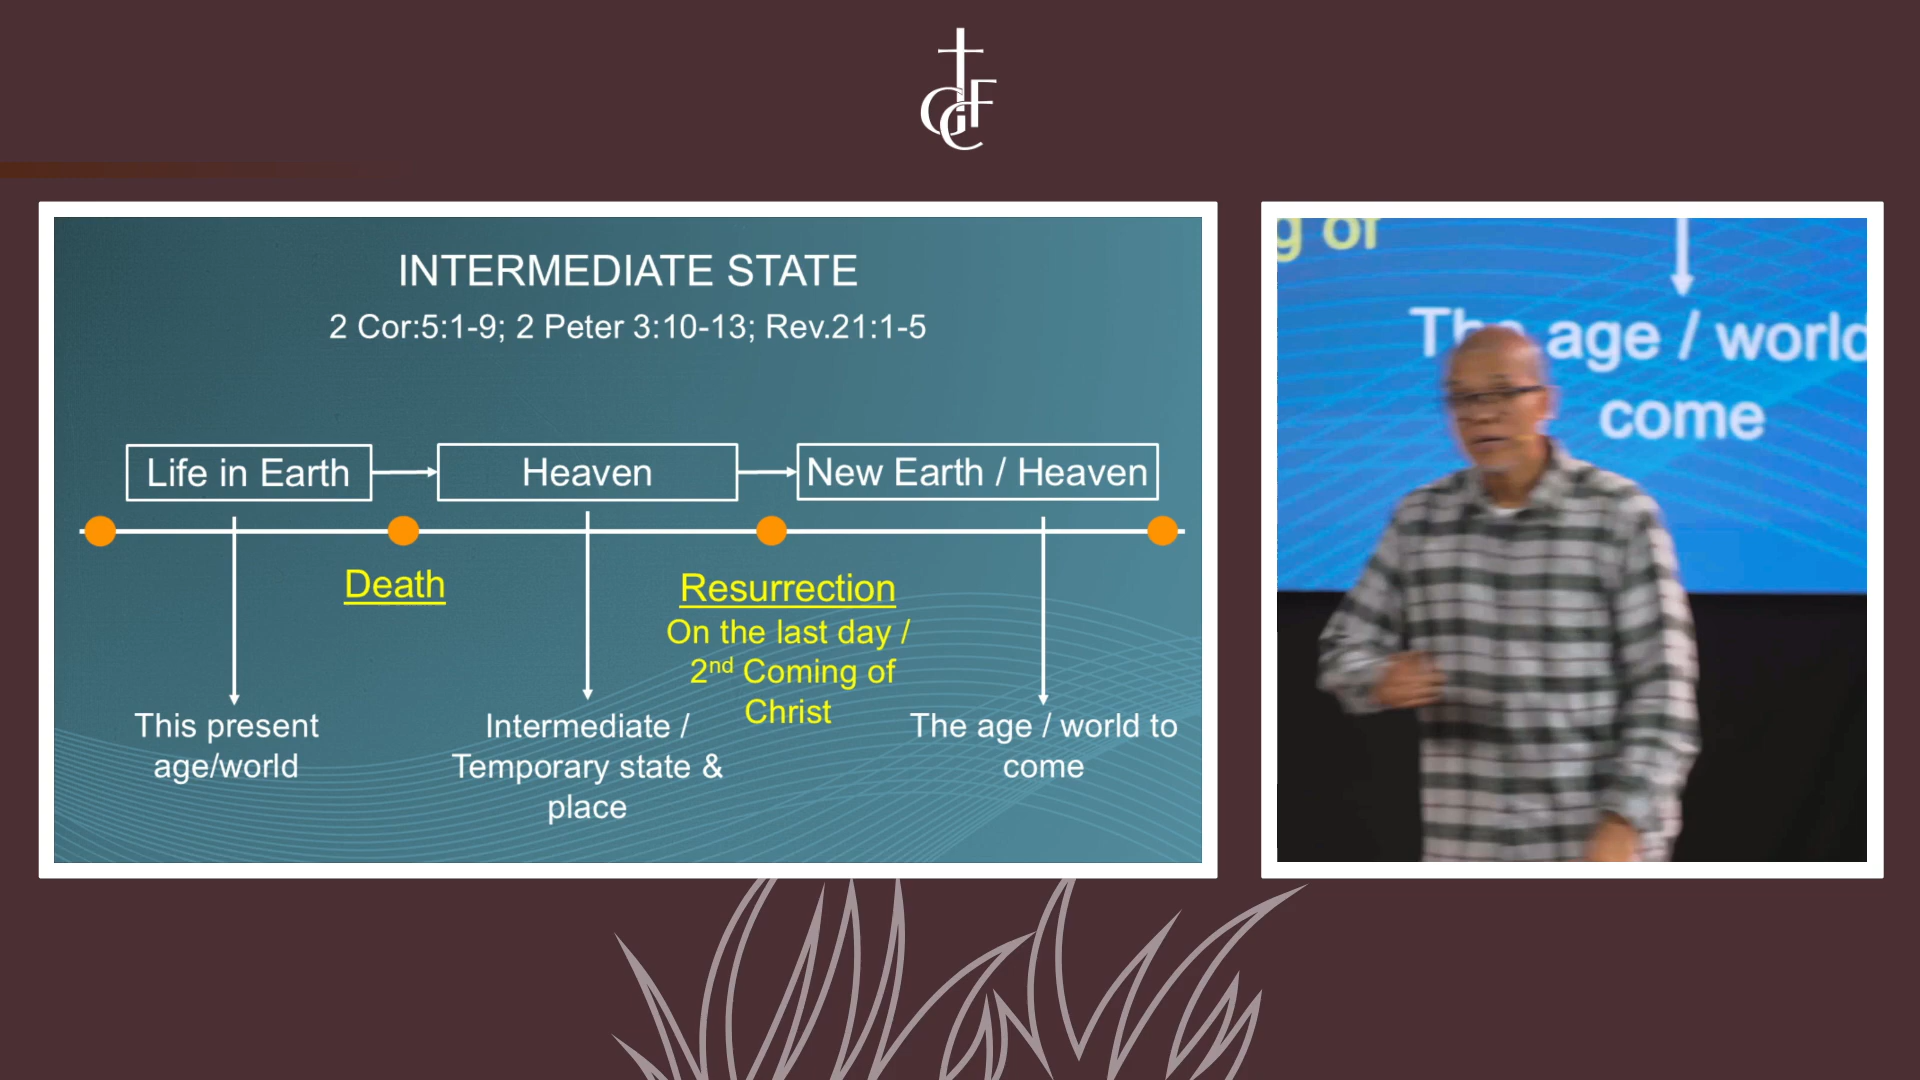 INTERMEDIATE STATE
2 Cor:5:1-9; 2 Peter 3:10-13; Rev.21:1-5
Life in Earth
Heaven
New Earth / Heaven
Death
Resurrection
On the last day /
2nd Coming of
Christ
This present
age/world
Intermediate /
Temporary state &
place
The age / world to
come
g of
The age / world
come